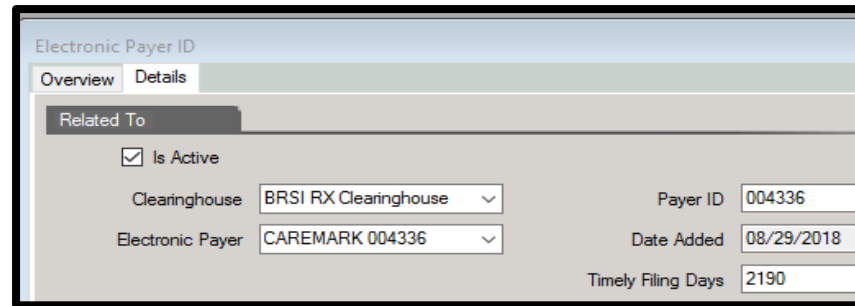 Electronic Payer ID
Overview Details
Related To
Is Active
Clearinghouse BRSI RX Clearinghouse Payer ID 004336
Electronic Payer CAREMARK 004336 Date Added 08/29/2018
Timely Filing Days 2190